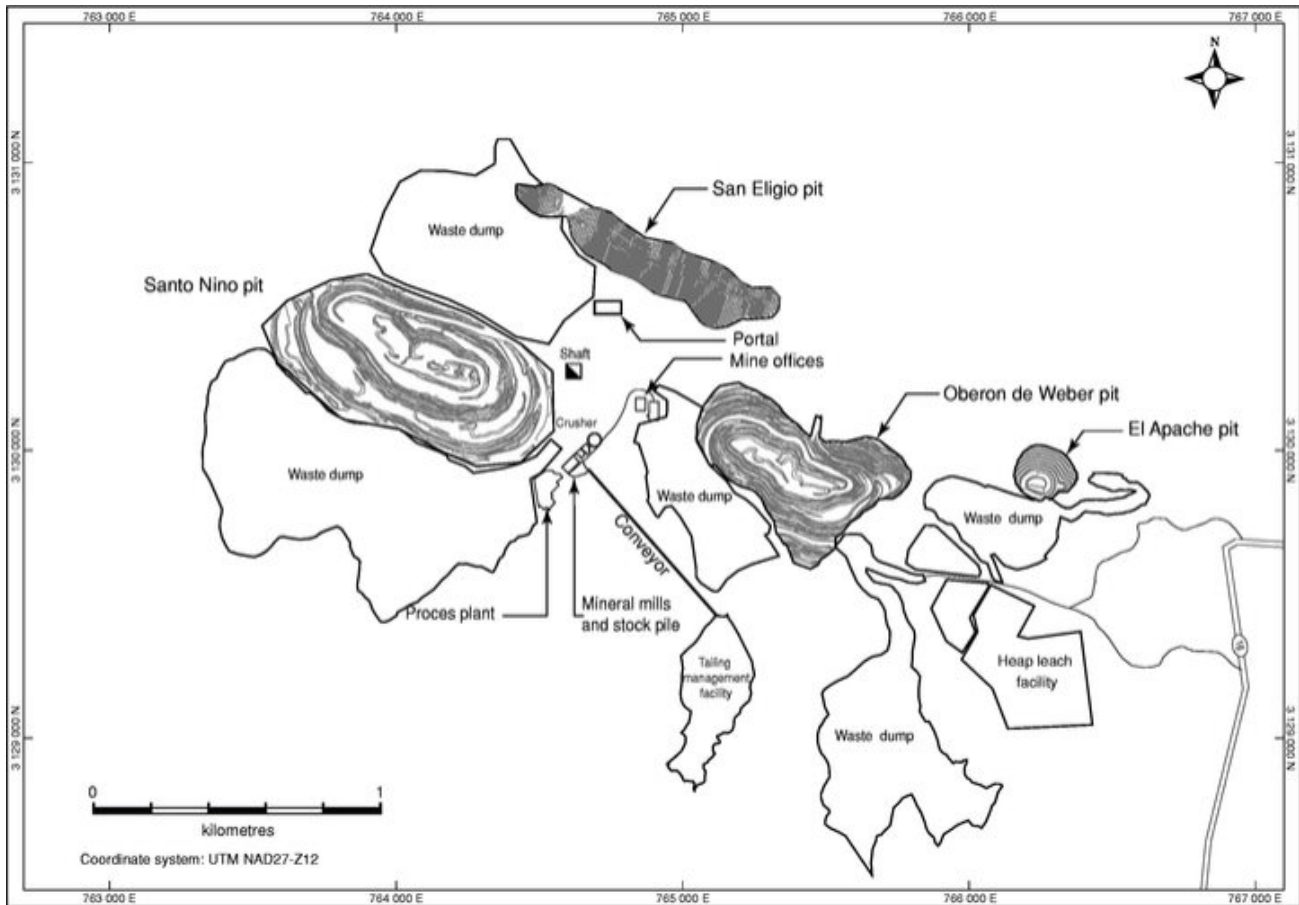 763 000 E
764 000 E
765 000 E
766 000 E
767 000 E
N
3 131 000 N
3 131 000 N
San Eligio pit
Waste dump
Santo Nino pit
Portal
Shaft
Mine offices
Oberon de Weber pit
Crusher
El Apache pit
3 130 000 N
3 130 000 N
Waste dump
Waste dump
Waste dump
Conveyor
Proces plant
Mineral mills
and stock pile
Tailing
management
facility
Heap leach
facility
16
3 129 000 N
3 129 000 N
Waste dump
0
1
kilometres
Coordinate system: UTM NAD27-Z12
763 000 E
764 000 E
765 000 E
766 000 E
767 000 E